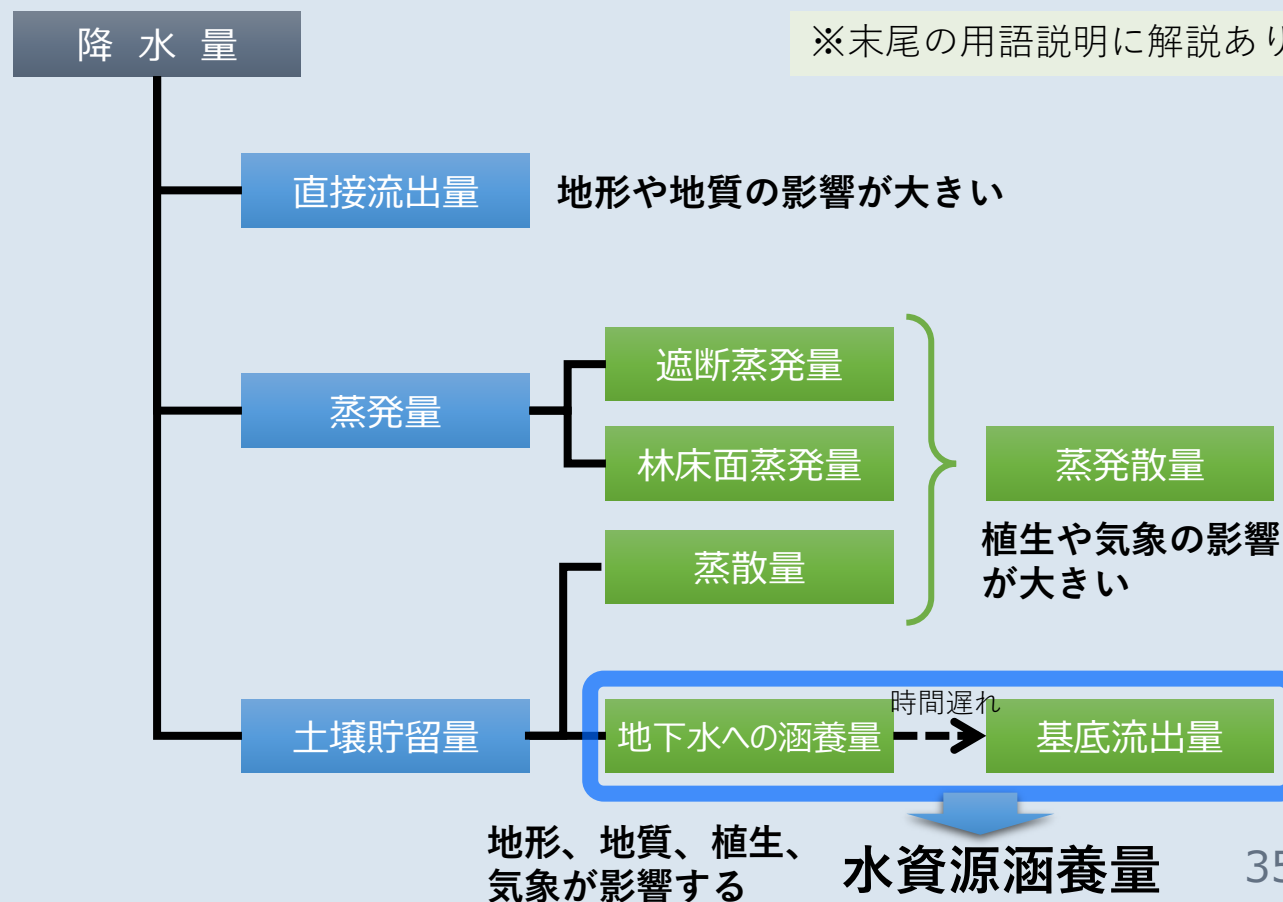 降 水 量
※末尾の用語説明に解説あり
直接流出量
地形や地質の影響が大きい
遮断蒸発量
蒸発量
林床面蒸発量
蒸発散量
植生や気象の影響
が大きい
蒸散量
土壌貯留量
地下水への涵養量
時間遅れ
基底流出量
地形、地質、植生、
気象が影響する
水資源涵養量
35